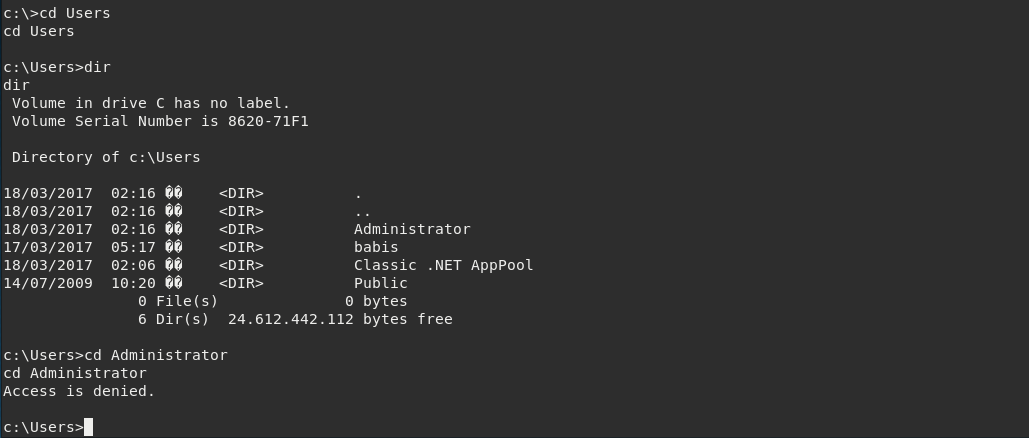 c:\>cd Users
cd Users
c:\Users>dir
dir
 Volume in drive C has no label.
 Volume Serial Number is 8620-71F1
 Directory of c:\Users
18/03/2017  02:16 ��    <DIR>          .
18/03/2017  02:16 ��    <DIR>          ..
18/03/2017  02:16 ��    <DIR>          Administrator
17/03/2017  05:17 ��    <DIR>          babis
18/03/2017  02:06 ��    <DIR>          Classic .NET AppPool
14/07/2009  10:20 ��    <DIR>          Public
               0 File(s)              0 bytes
               6 Dir(s)  24.612.442.112 bytes free
c:\Users>cd Administrator
cd Administrator
Access is denied.
c:\Users>